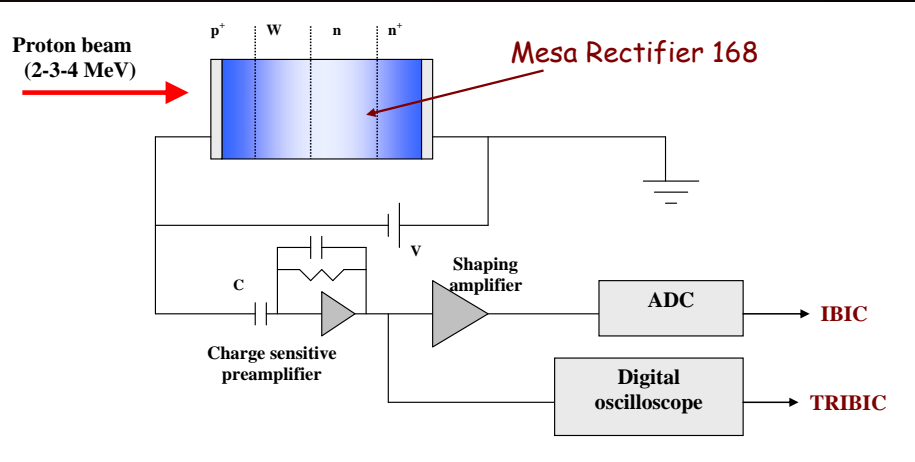 p+ W n n+
Proton beam
(2-3-4 MeV)
Mesa Rectifier 168
V
C
Shaping
amplifier
ADC
IBIC
Charge sensitive
preamplifier
Digital
oscilloscope
TRIBIC